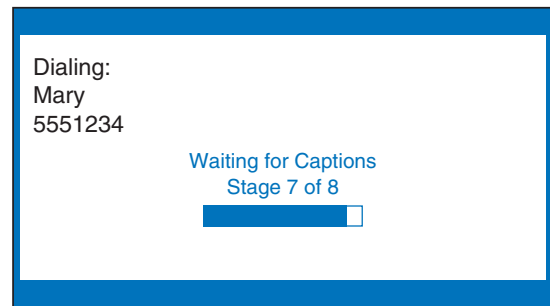 Dialing:
Mary
5551234
Waiting for Captions
Stage 7 of 8